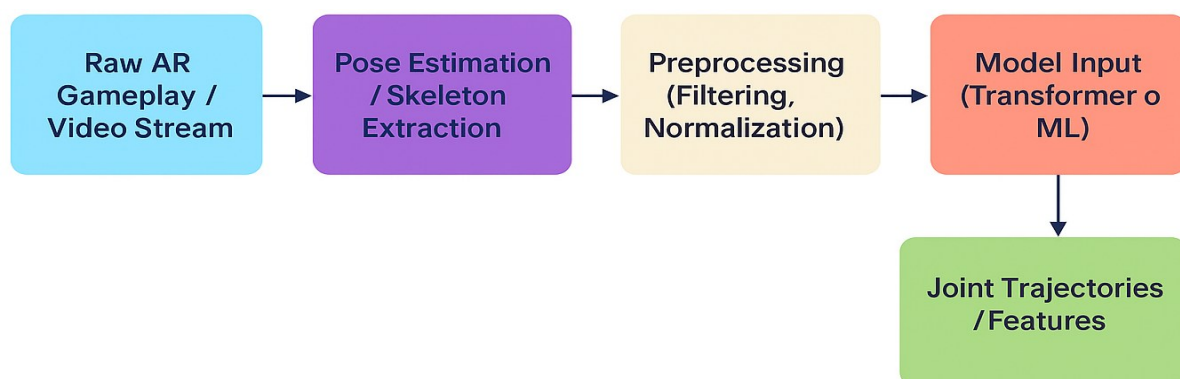 Raw AR
Gameplay /
Video Stream
Pose Estimation
/ Skeleton
Extraction
Preprocessing
(Filtering,
Normalization)
Model Input
(Transformer o
ML)
Joint Trajectories
/Features